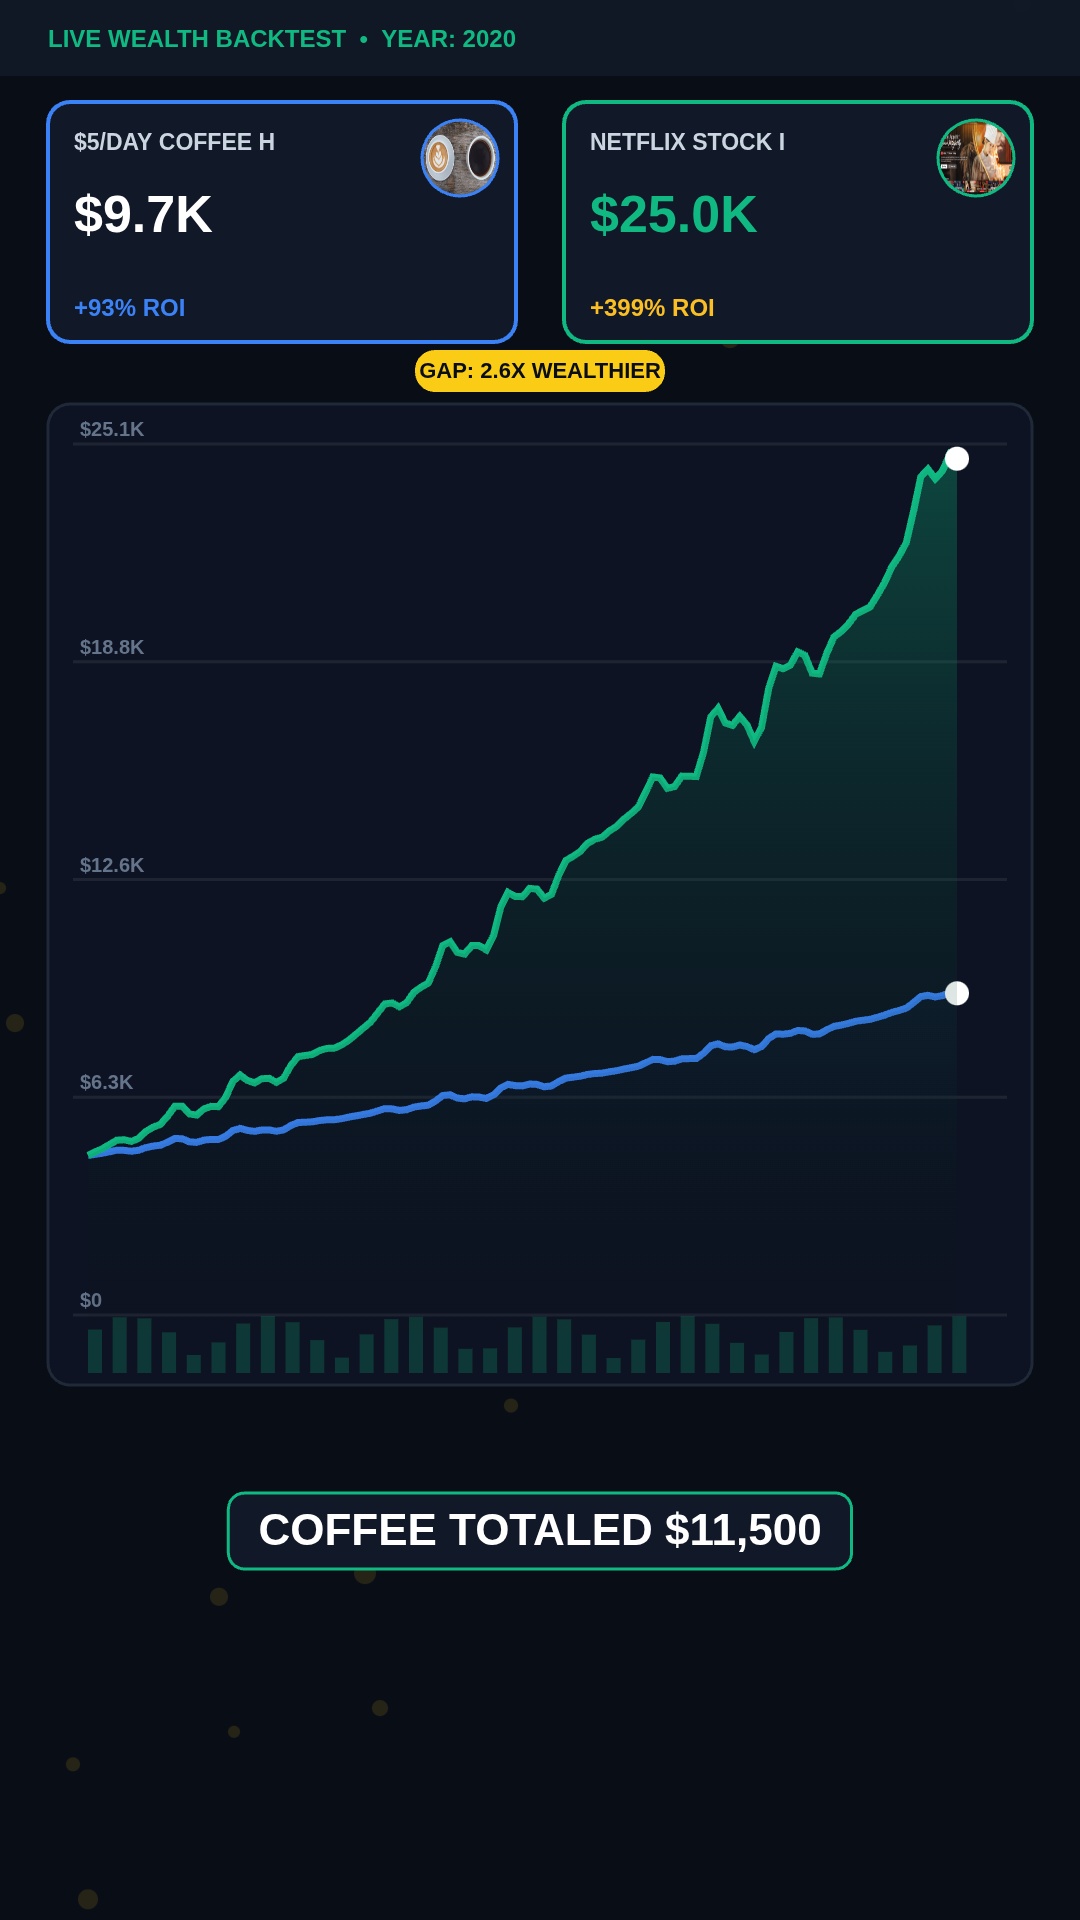 LIVE WEALTH BACKTEST • YEAR: 2020
$5/DAY COFFEE H
$9.7K
+93% ROI
NETFLIX STOCK I
$25.0K
+399% ROI
GAP: 2.6X WEALTHIER
$25.1K
$18.8K
$12.6K
$6.3K
$0
COFFEE TOTALED $11,500